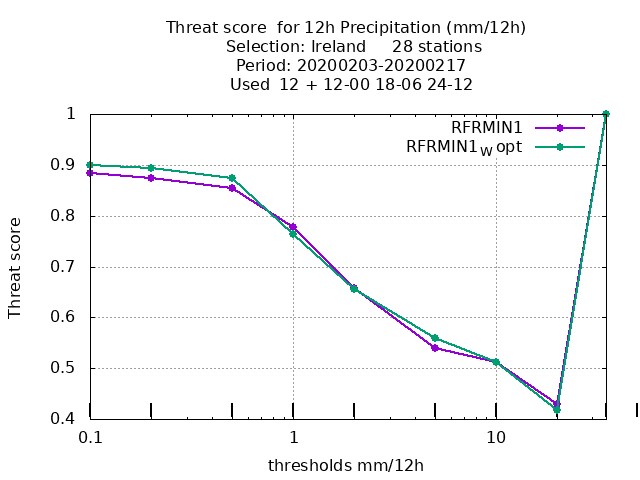 Threat score  for 12h Precipitation (mm/12h)
Selection: Ireland     28 stations
Period: 20200203-20200217
Used  12 + 12-00 18-06 24-12
RFRMIN1
RFRMIN1W opt
1
0.9
0.8
0.7
0.6
0.5
0.4
Threat score
0.1 1 10
thresholds mm/12h